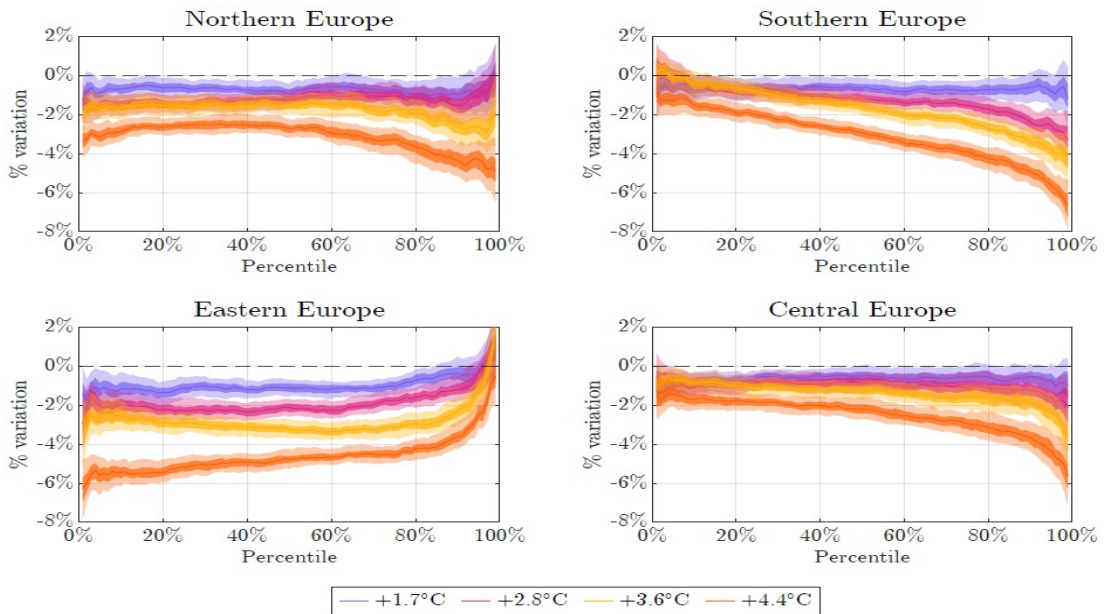 Northern Europe
2%
0%
-2%
-4%
-6%
-8%
% variation
0% 20% 40% 60% 80% 100%
Percentile
Southern Europe
2%
0%
-2%
-4%
-6%
-8%
% variation
0% 20% 40% 60% 80% 100%
Percentile
Eastern Europe
2%
0%
-2%
-4%
-6%
-8%
% variation
0% 20% 40% 60% 80% 100%
Percentile
Central Europe
2%
0%
-2%
-4%
-6%
-8%
% variation
0% 20% 40% 60% 80% 100%
Percentile
+1.7°C +2.8°C +3.6°C +4.4°C